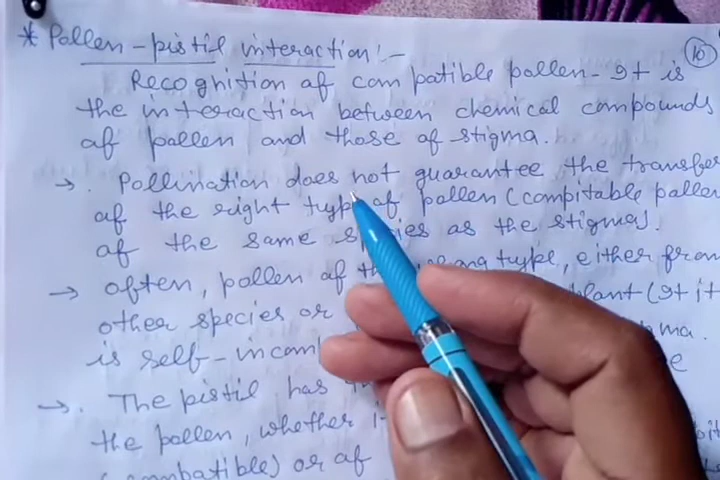 * Pollen-pistil interaction:-
10
Recognition of compatible pollen- It is
the interaction between chemical compounds
of pollen and those of stigma.
→. Pollination does not guarantee the transfer
of the right type of pollen (compitable pollen
of the same species as the stigma).
→ often, pollen of the wrong type, either from
other species or plant (It it
is self-incom
→. The pistil has
the pollen, whether
(compatible) or of